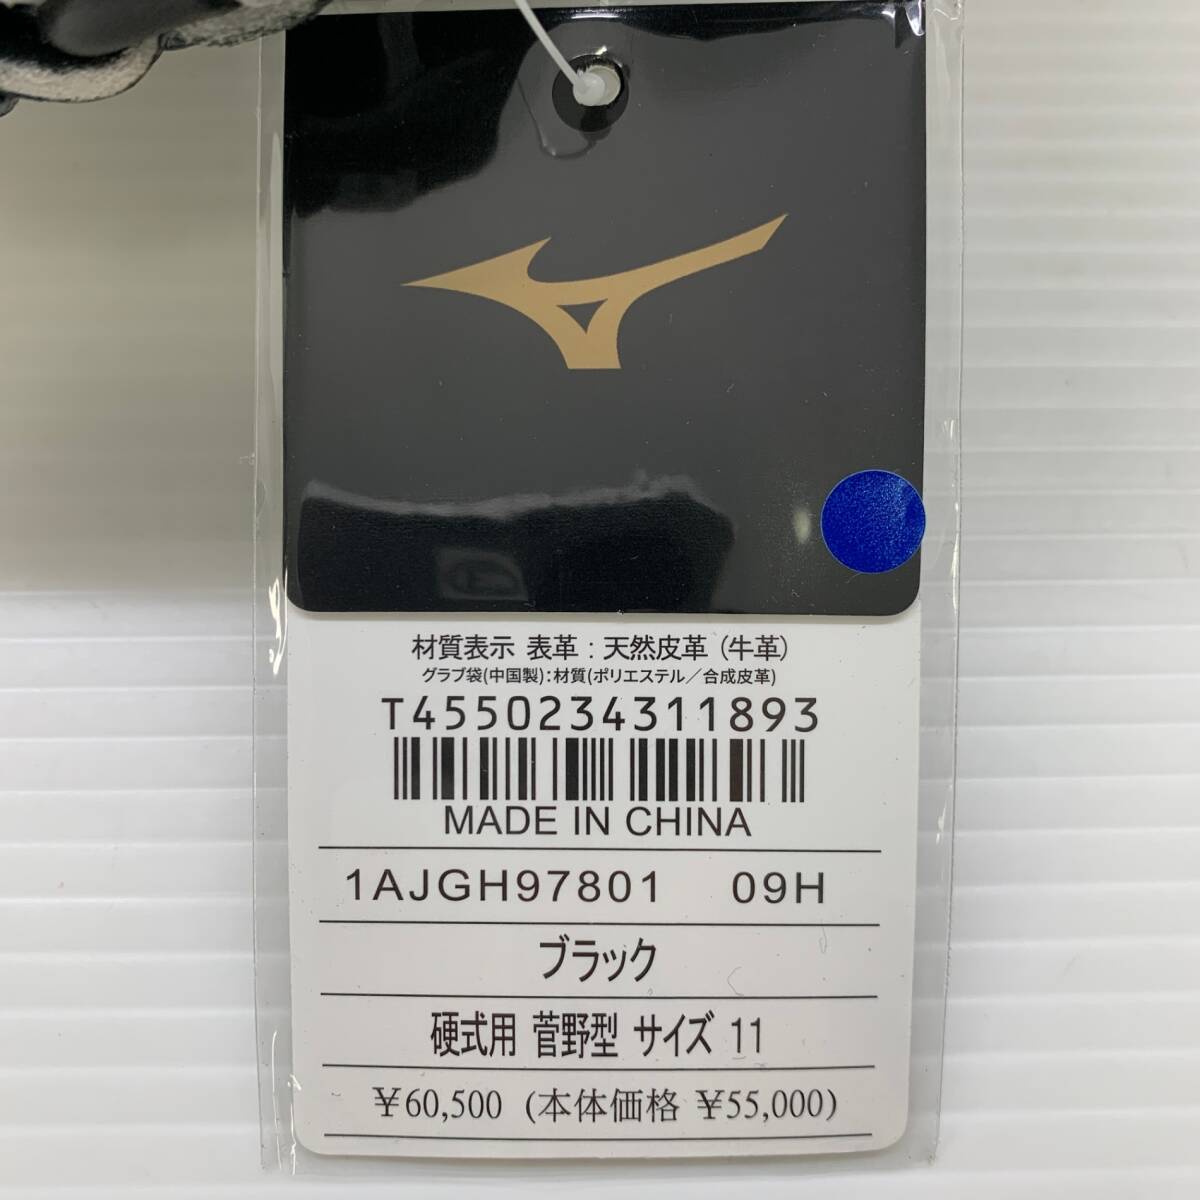 材質表示 表革：天然皮革（牛革）
グラブ袋(中国製)：材質(ポリエステル／合成皮革)
T4550234311893
MADE IN CHINA
1AJGH97801 09H
ブラック
硬式用 菅野型 サイズ 11
￥60,500 (本体価格 ￥55,000)